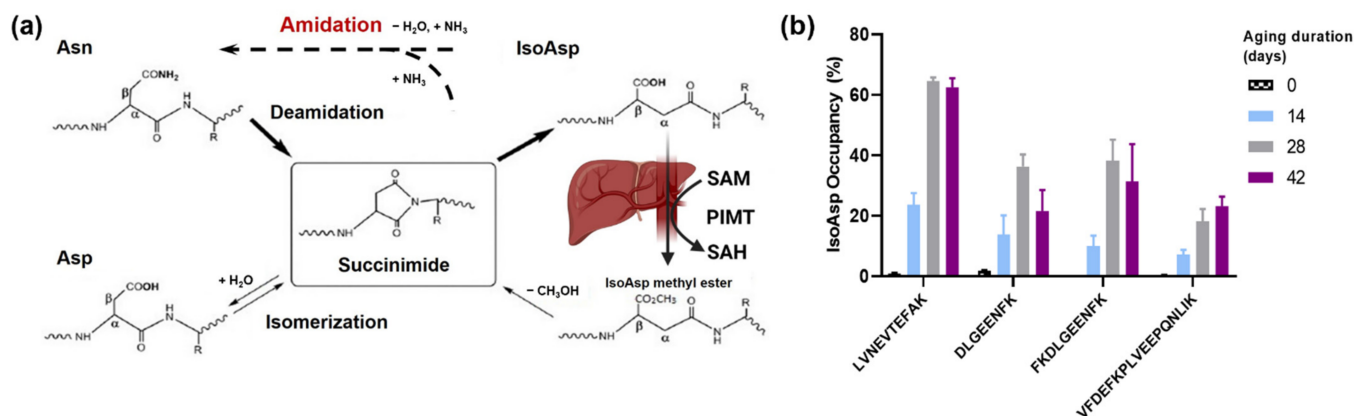 (a)
Amidation – H₂O, + NH₃
Asn
IsoAsp
+ NH₃
CONH₂
β
α
H
N
NH
O
R
Deamidation
COOH
β
α
O
N
H
R
NH
O
N
O
R
NH
Succinimide
SAM
PIMT
SAH
Asp
COOH
β
α
H
N
NH
O
R
+ H₂O
Isomerization
– CH₃OH
IsoAsp methyl ester
CO₂CH₃
β
α
O
N
H
R
NH
(b)
IsoAsp Occupancy (%)
80
60
40
20
0
LVNEVTEFAK
DLGEENFK
FKDLGEENFK
VFDEFKPLVEEPQNLIK
Aging duration
(days)
0
14
28
42